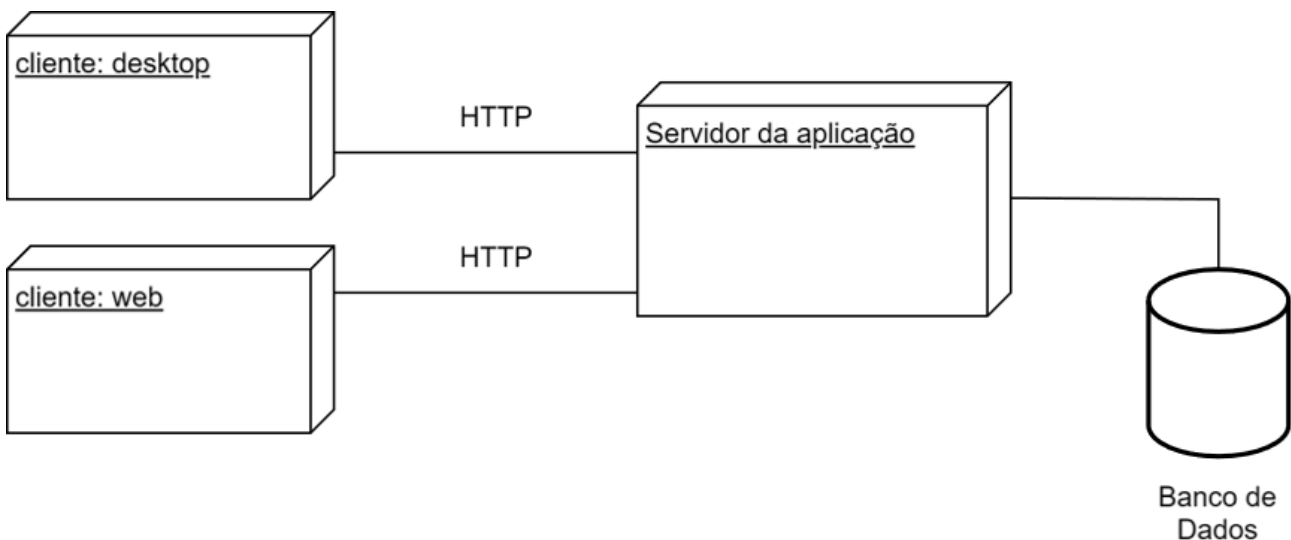 cliente: desktop
HTTP
Servidor da aplicação
HTTP
cliente: web
Banco de
Dados